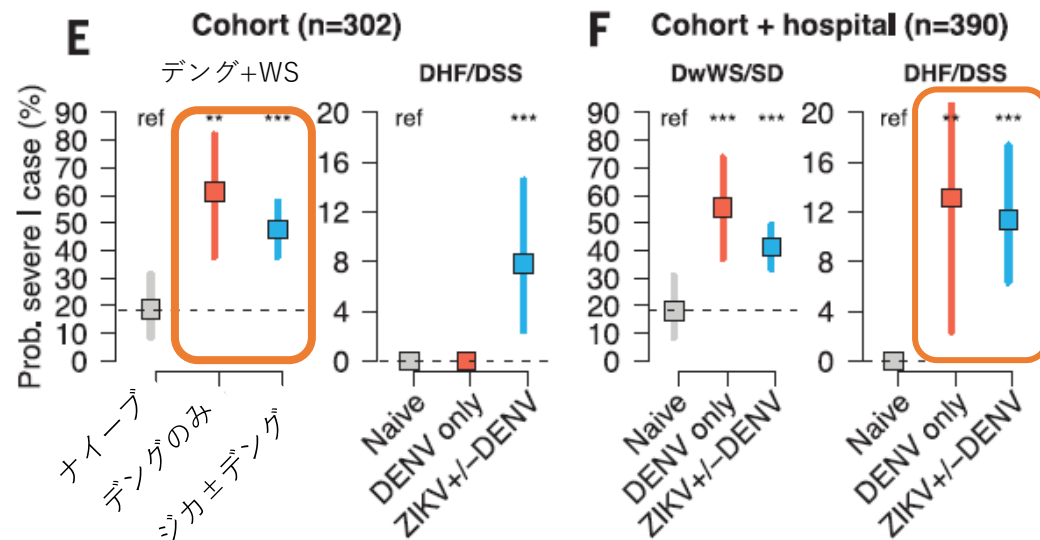 E Cohort (n=302)
デング+WS
DHF/DSS
Prob. severe I case (%)
90
80
70
60
50
40
30
20
10
0
ref
**
***
ナイーブ
デングのみ
ジカ±デング
20
16
12
8
4
0
ref
***
Naive
DENV only
ZIKV+/−DENV
F Cohort + hospital (n=390)
DwWS/SD
DHF/DSS
90
80
70
60
50
40
30
20
10
0
ref
***
***
Naive
DENV only
ZIKV+/−DENV
20
16
12
8
4
0
ref
**
***
Naive
DENV only
ZIKV+/−DENV